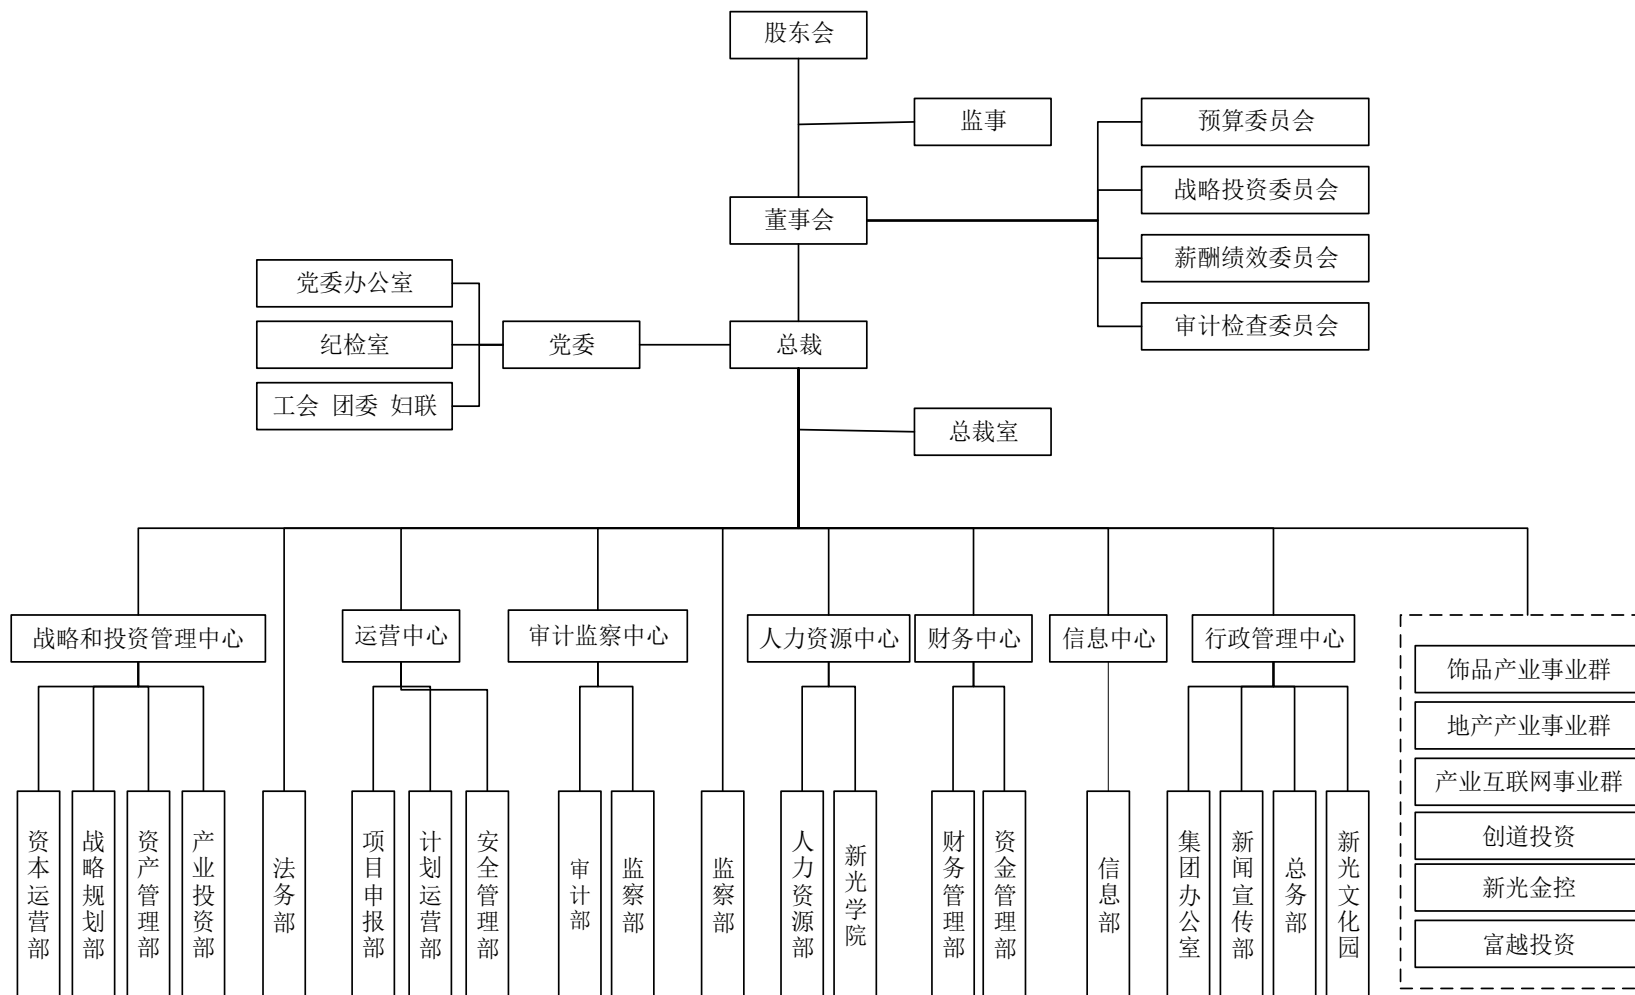 股东会
监事
预算委员会
战略投资委员会
董事会
薪酬绩效委员会
党委办公室
审计检查委员会
纪检室
党委
总裁
工会 团委 妇联
总裁室
战略和投资管理中心
运营中心
审计监察中心
人力资源中心
财务中心
信息中心
行政管理中心
饰品产业事业群
地产产业事业群
产业互联网事业群
创道投资
新光金控
富越投资
资本运营部
战略规划部
资产管理部
产业投资部
法务部
项目申报部
计划运营部
安全管理部
审计部
监察部
监察部
人力资源部
新光学院
财务管理部
资金管理部
信息部
集团办公室
新闻宣传部
总务部
新光文化园